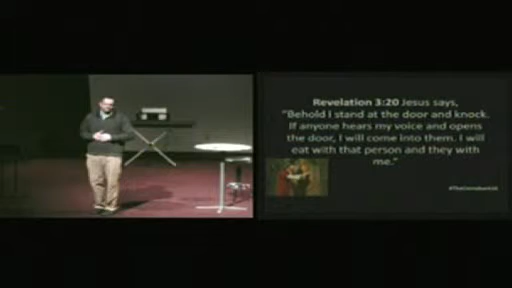 Revelation 3:20 Jesus says,
"Behold I stand at the door and knock.
If anyone hears my voice and opens
the door, I will come into them. I will
eat with that person and they with
me."